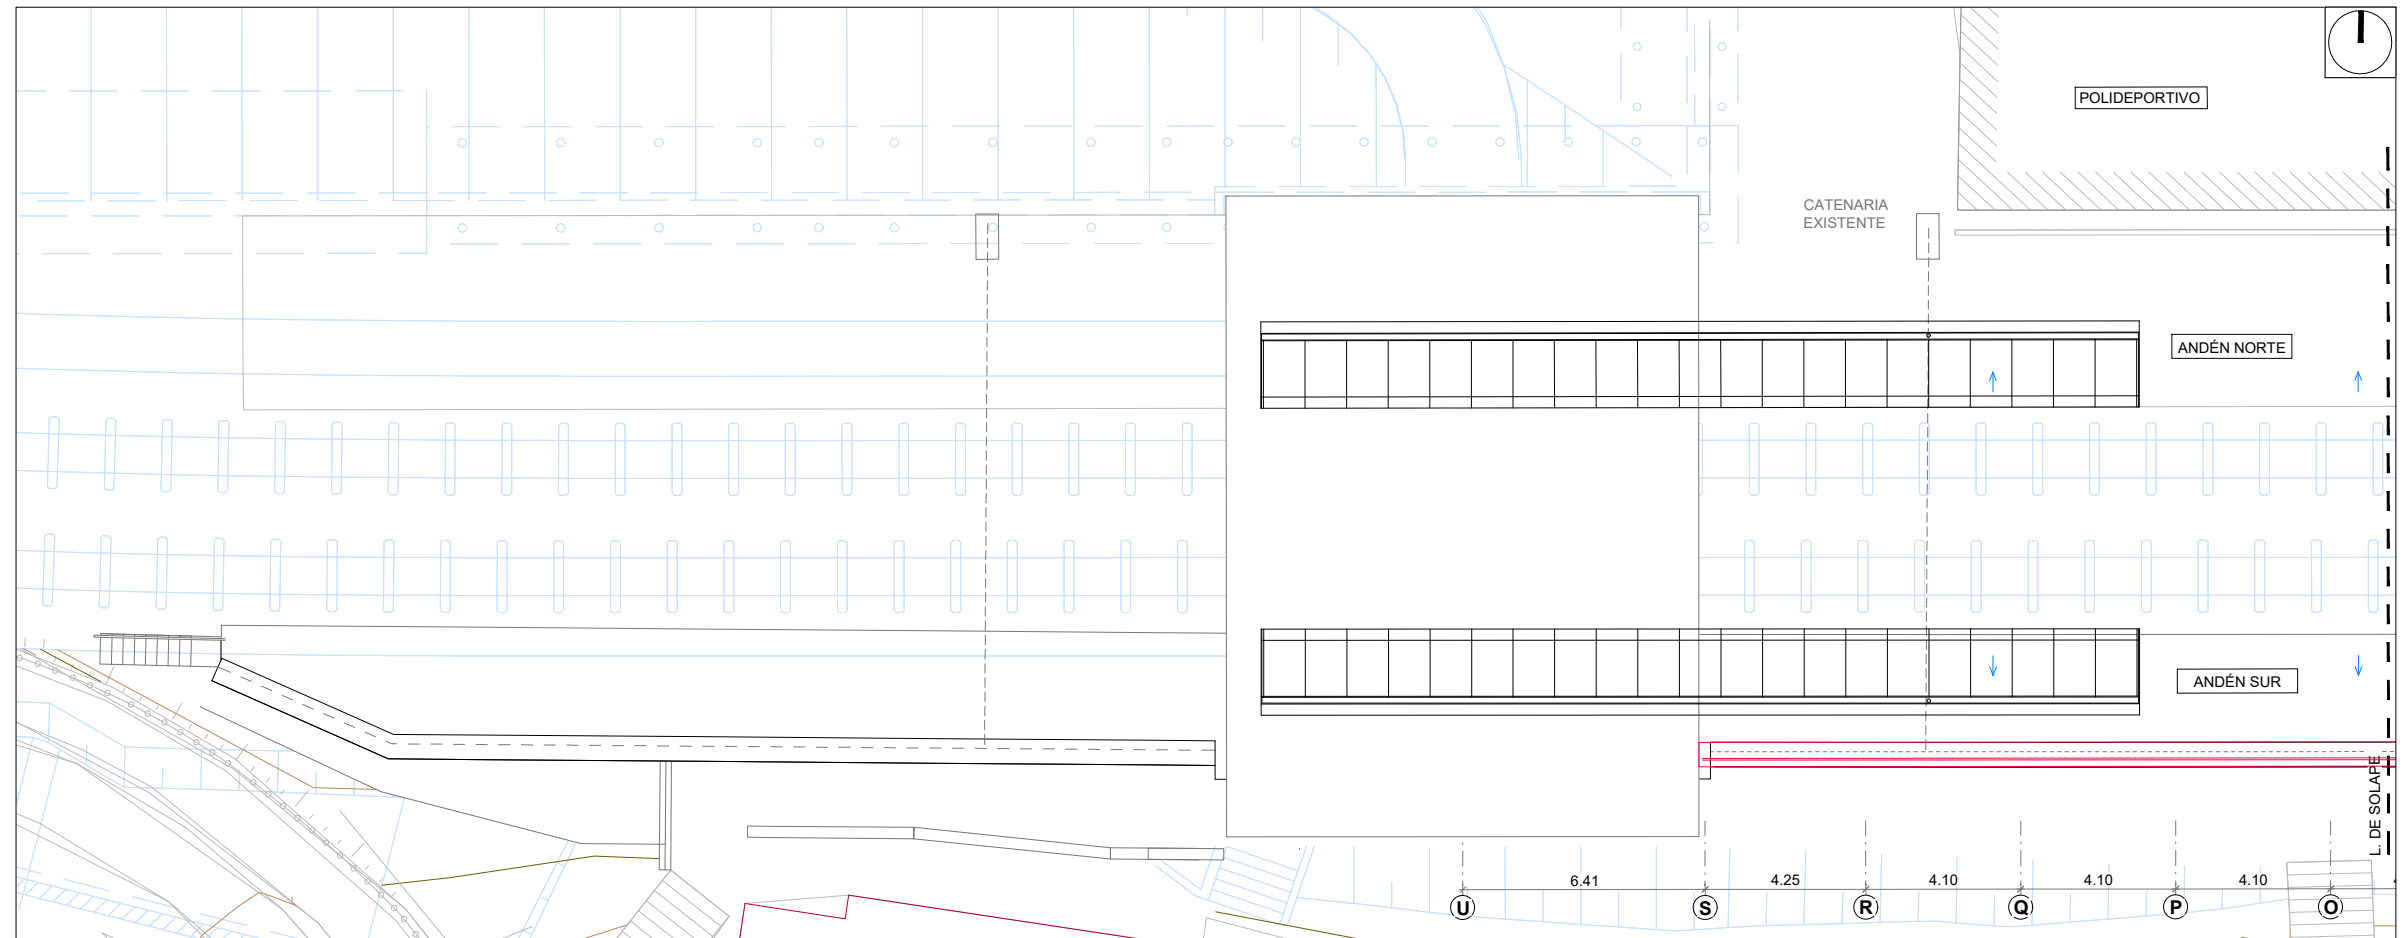 POLIDEPORTIVO
CATENARIA
EXISTENTE
ANDÉN NORTE
ANDÉN SUR
L. DE SOLAPE
6.41
4.25
4.10
4.10
4.10
U
S
R
Q
P
O